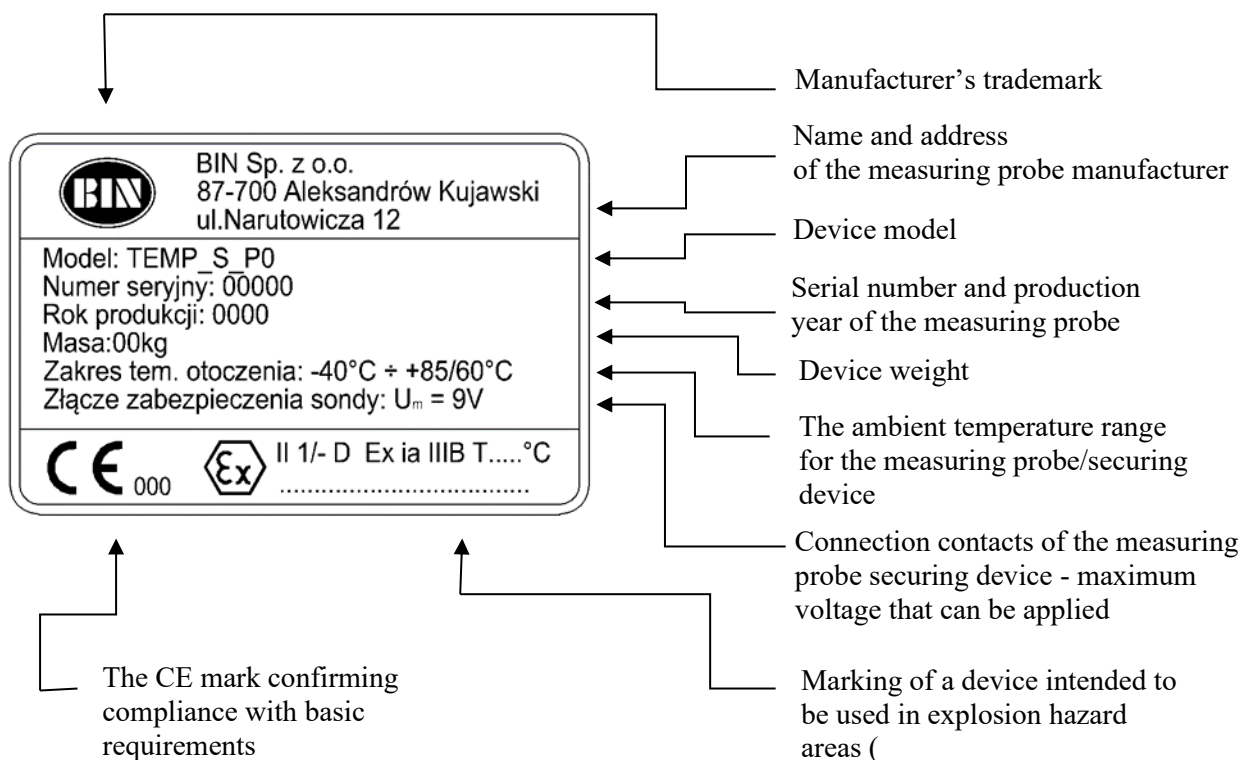 Manufacturer’s trademark
Name and address
of the measuring probe manufacturer
Device model
Serial number and production
year of the measuring probe
Device weight
The ambient temperature range
for the measuring probe/securing
device
Connection contacts of the measuring
probe securing device - maximum
voltage that can be applied
Marking of a device intended to
be used in explosion hazard
areas (
BIN
BIN Sp. z o.o.
87-700 Aleksandrów Kujawski
ul.Narutowicza 12
Model: TEMP_S_P0
Numer seryjny: 00000
Rok produkcji: 0000
Masa:00kg
Zakres tem. otoczenia: -40°C ÷ +85/60°C
Złącze zabezpieczenia sondy: Um = 9V
CE 000
Ex II 1/- D Ex ia IIIB T.....°C
...................................
The CE mark confirming
compliance with basic
requirements